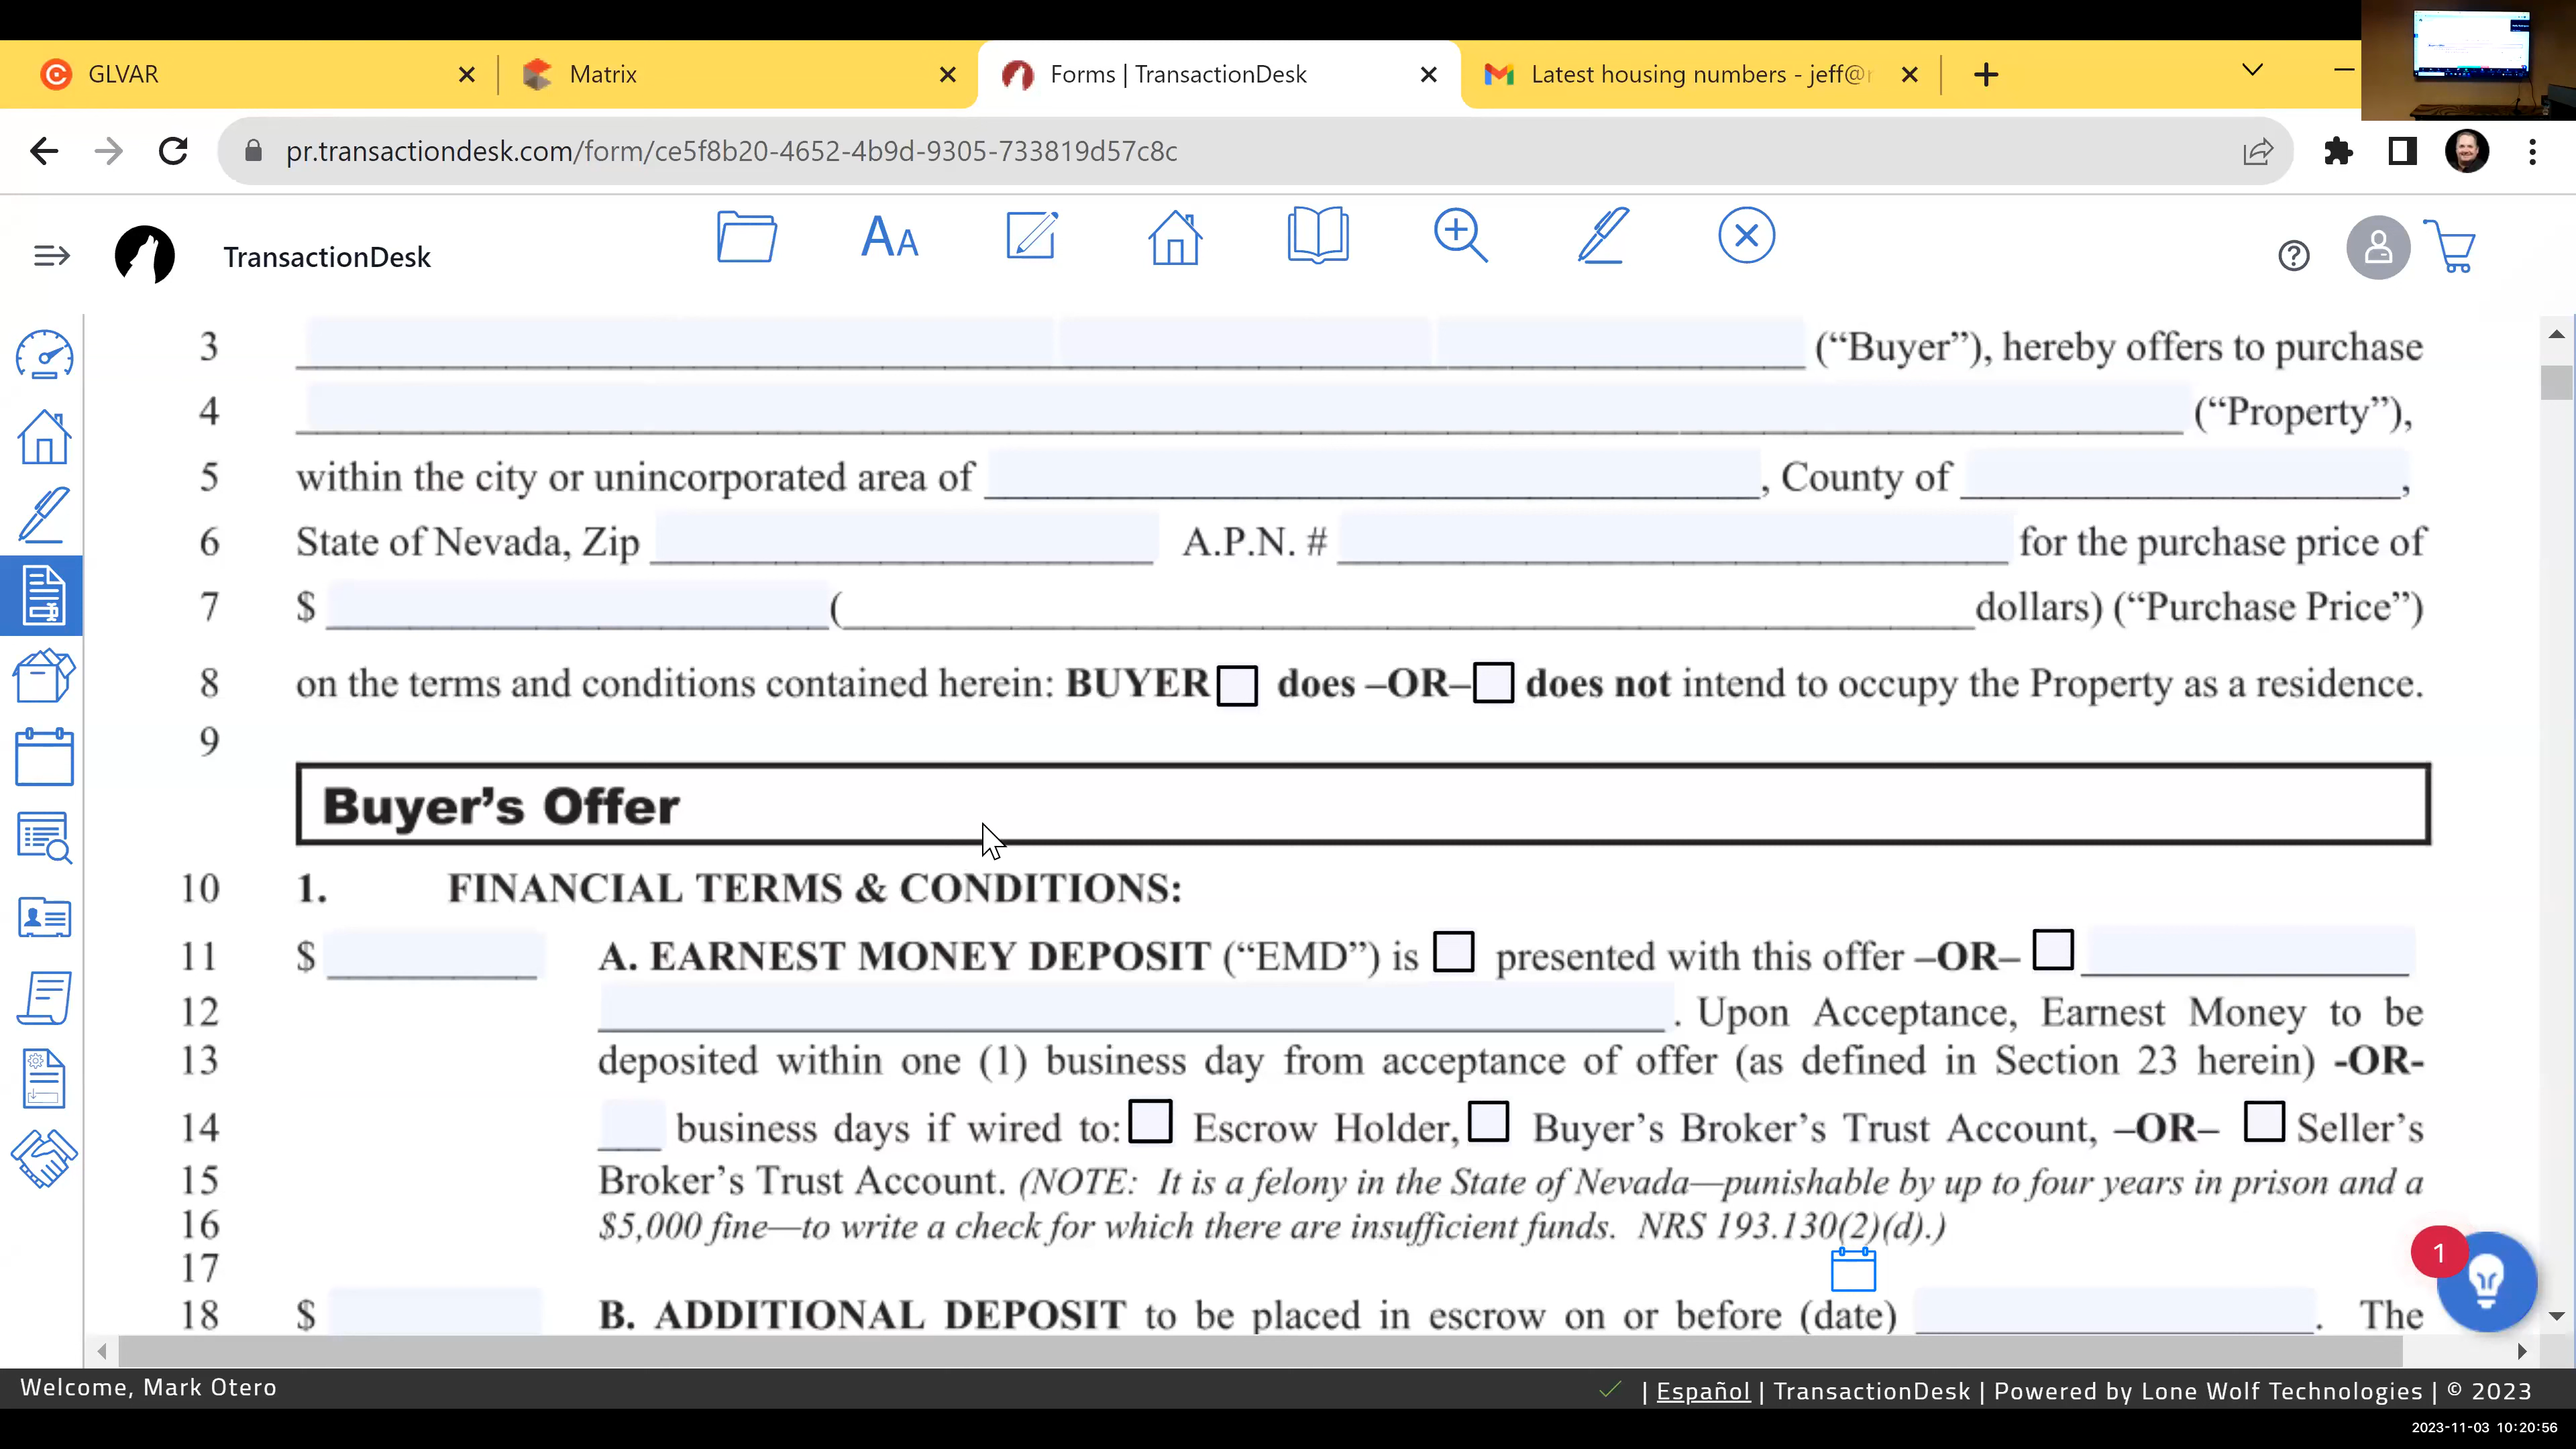 GLVAR
Matrix
Forms | TransactionDesk
Latest housing numbers - jeff@
pr.transactiondesk.com/form/ce5f8b20-4652-4b9d-9305-733819d57c8c
TransactionDesk
AA
3 ("Buyer"), hereby offers to purchase
4 ("Property"),
5 within the city or unincorporated area of , County of ,
6 State of Nevada, Zip A.P.N. # for the purchase price of
7 $ ( dollars) ("Purchase Price")
8 on the terms and conditions contained herein: BUYER does –OR– does not intend to occupy the Property as a residence.
9
Buyer's Offer
10 1. FINANCIAL TERMS & CONDITIONS:
11 $ A. EARNEST MONEY DEPOSIT ("EMD") is presented with this offer –OR–
12 . Upon Acceptance, Earnest Money to be
13 deposited within one (1) business day from acceptance of offer (as defined in Section 23 herein) -OR-
14 business days if wired to: Escrow Holder, Buyer's Broker's Trust Account, –OR– Seller's
15 Broker's Trust Account. (NOTE: It is a felony in the State of Nevada—punishable by up to four years in prison and a
16 $5,000 fine—to write a check for which there are insufficient funds. NRS 193.130(2)(d).)
17
18 $ B. ADDITIONAL DEPOSIT to be placed in escrow on or before (date) . The
1
Welcome, Mark Otero
| Español | TransactionDesk | Powered by Lone Wolf Technologies | © 2023
2023-11-03 10:20:56